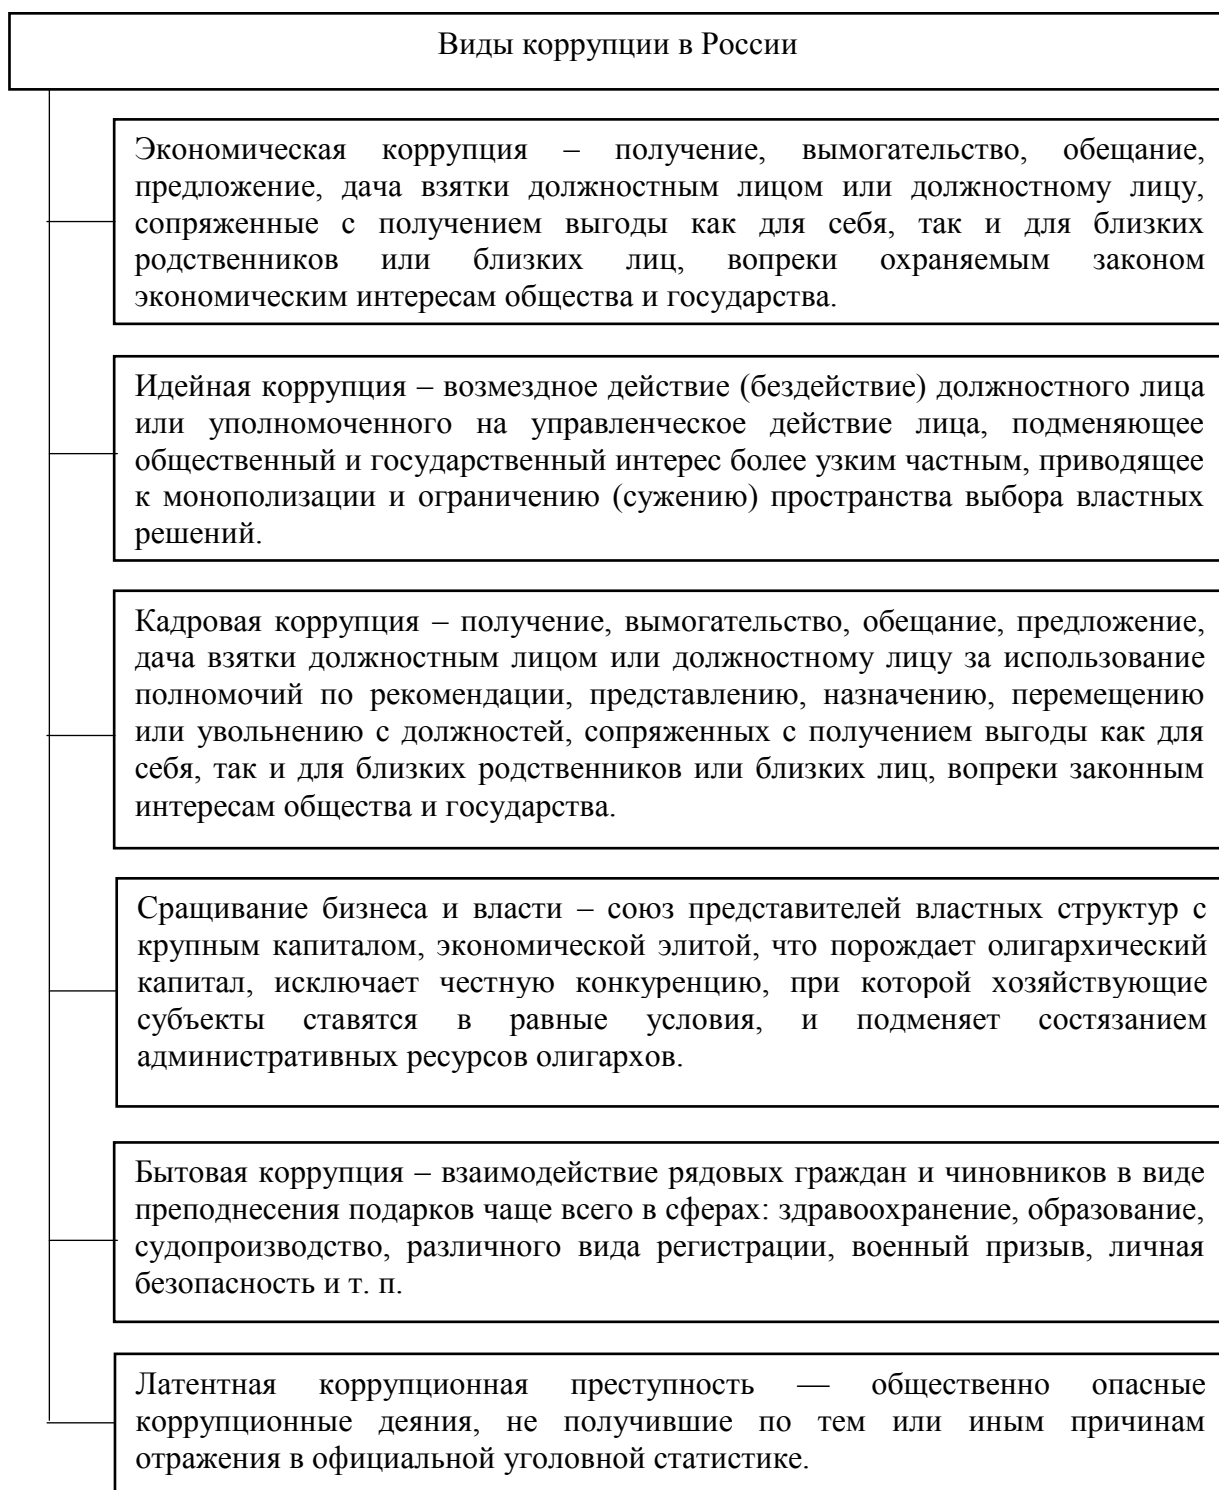 Виды коррупции в России
Экономическая коррупция – получение, вымогательство, обещание,
предложение, дача взятки должностным лицом или должностному лицу,
сопряженные с получением выгоды как для себя, так и для близких
родственников или близких лиц, вопреки охраняемым законом
экономическим интересам общества и государства.
Идейная коррупция – возмездное действие (бездействие) должностного лица
или уполномоченного на управленческое действие лица, подменяющее
общественный и государственный интерес более узким частным, приводящее
к монополизации и ограничению (сужению) пространства выбора властных
решений.
Кадровая коррупция – получение, вымогательство, обещание, предложение,
дача взятки должностным лицом или должностному лицу за использование
полномочий по рекомендации, представлению, назначению, перемещению
или увольнению с должностей, сопряженных с получением выгоды как для
себя, так и для близких родственников или близких лиц, вопреки законным
интересам общества и государства.
Сращивание бизнеса и власти – союз представителей властных структур с
крупным капиталом, экономической элитой, что порождает олигархический
капитал, исключает честную конкуренцию, при которой хозяйствующие
субъекты ставятся в равные условия, и подменяет состязанием
административных ресурсов олигархов.
Бытовая коррупция – взаимодействие рядовых граждан и чиновников в виде
преподнесения подарков чаще всего в сферах: здравоохранение, образование,
судопроизводство, различного вида регистрации, военный призыв, личная
безопасность и т. п.
Латентная коррупционная преступность — общественно опасные
коррупционные деяния, не получившие по тем или иным причинам
отражения в официальной уголовной статистике.